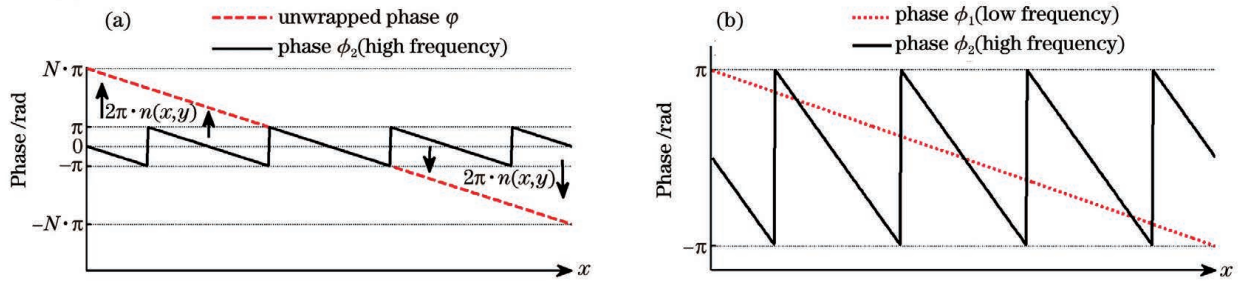 (a)
unwrapped phase φ
phase ϕ₂(high frequency)
N·π
2π·n(x,y)
π
0
−π
2π·n(x,y)
−N·π
Phase /rad
x
(b)
phase ϕ₁(low frequency)
phase ϕ₂(high frequency)
π
−π
Phase /rad
x